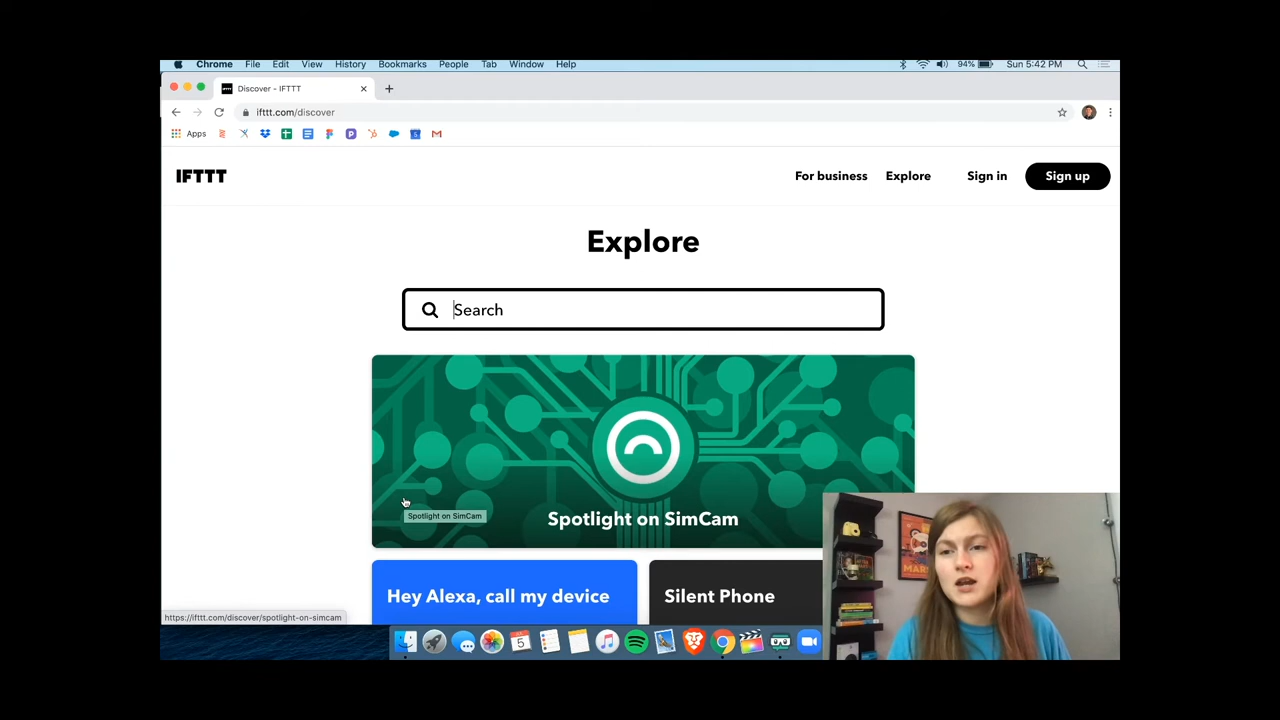 Chrome File Edit View History Bookmarks People Tab Window Help 94% Sun 5:42 PM
Discover - IFTTT
ifttt.com/discover
Apps
IFTTT For business Explore Sign in Sign up
Explore
Search
Spotlight on SimCam
Spotlight on SimCam
Hey Alexa, call my device Silent Phone
https://ifttt.com/discover/spotlight-on-simcam
5
MARS